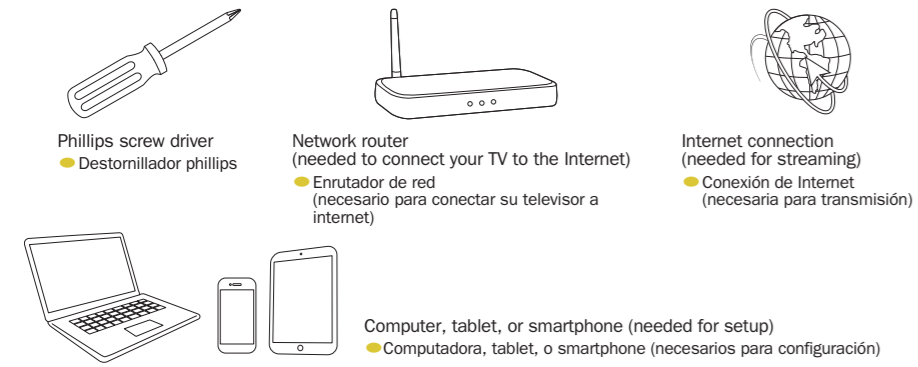 Phillips screw driver
Destornillador phillips
Network router
(needed to connect your TV to the Internet)
Enrutador de red
(necesario para conectar su televisor a
internet)
Internet connection
(needed for streaming)
Conexión de Internet
(necesaria para transmisión)
Computer, tablet, or smartphone (needed for setup)
Computadora, tablet, o smartphone (necesarios para configuración)